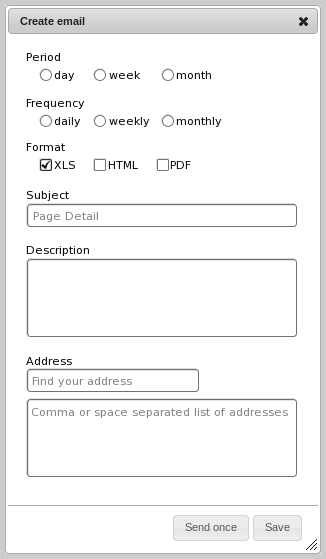 Create email
Period
day week month
Frequency
daily weekly monthly
Format
XLS HTML PDF
Subject
Page Detail
Description
Address
Find your address
Comma or space separated list of addresses
Send once Save